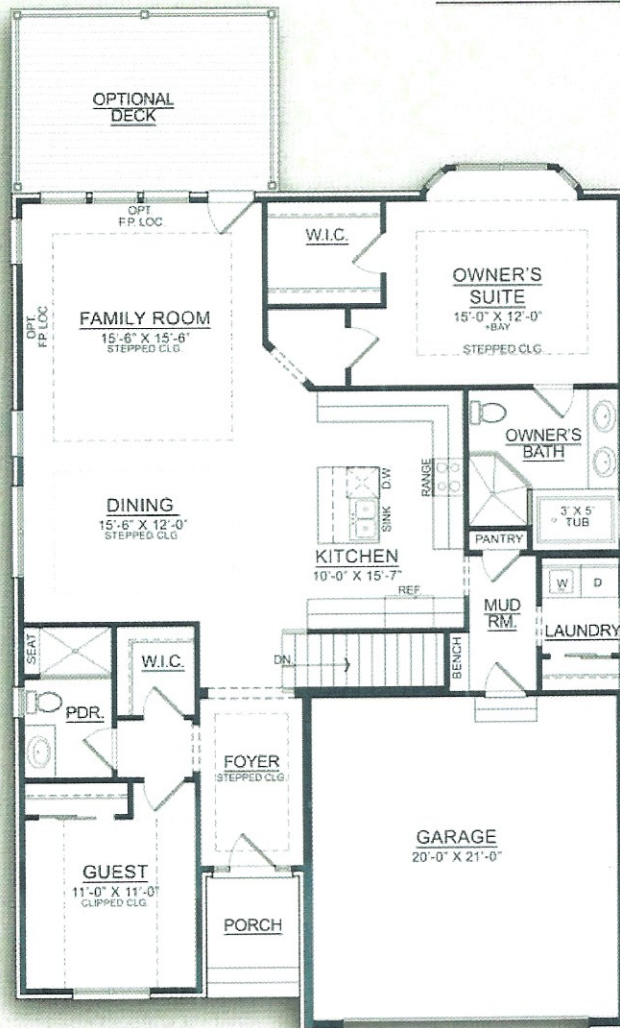 OPTIONAL
DECK
OPT
F.P. LOC
W.I.C.
OWNER'S
SUITE
15'-0" X 12'-0"
+BAY
STEPPED CLG
FAMILY ROOM
15'-6" X 15'-6"
STEPPED CLG
OPT
F.P. LOC
OWNER'S
BATH
3' X 5'
TUB
DINING
15'-6" X 12'-0"
STEPPED CLG
D.W
SINK
RANGE
KITCHEN
10'-0" X 15'-7"
REF
PANTRY
MUD
RM.
W
D
LAUNDRY
BENCH
DN
SEAT
W.I.C.
PDR.
FOYER
STEPPED CLG
GUEST
11'-0" X 11'-0"
CLIPPED CLG
PORCH
GARAGE
20'-0" X 21'-0"